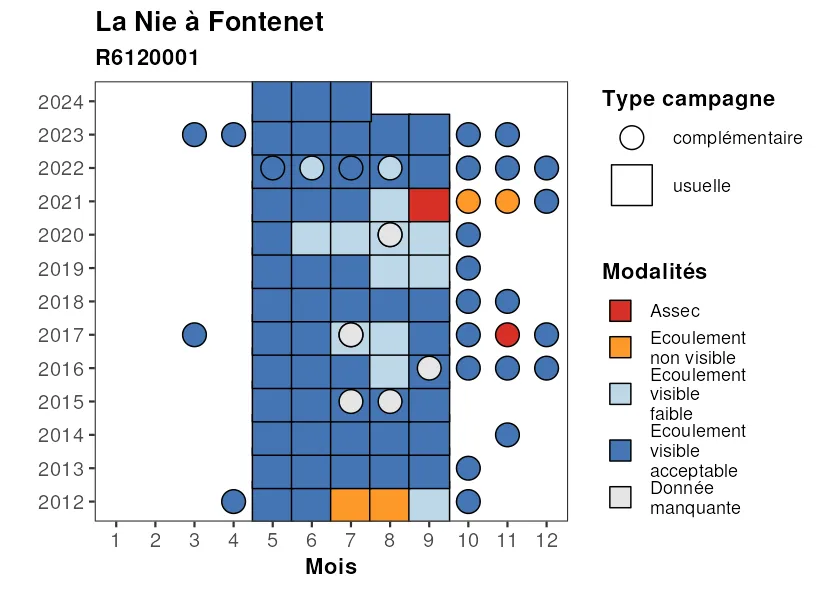 La Nie à Fontenet
R6120001
2024
2023
2022
2021
2020
2019
2018
2017
2016
2015
2014
2013
2012
1 2 3 4 5 6 7 8 9 10 11 12
Mois
Type campagne
complémentaire
usuelle
Modalités
Assec
Ecoulement
non visible
Ecoulement
visible
faible
Ecoulement
visible
acceptable
Donnée
manquante